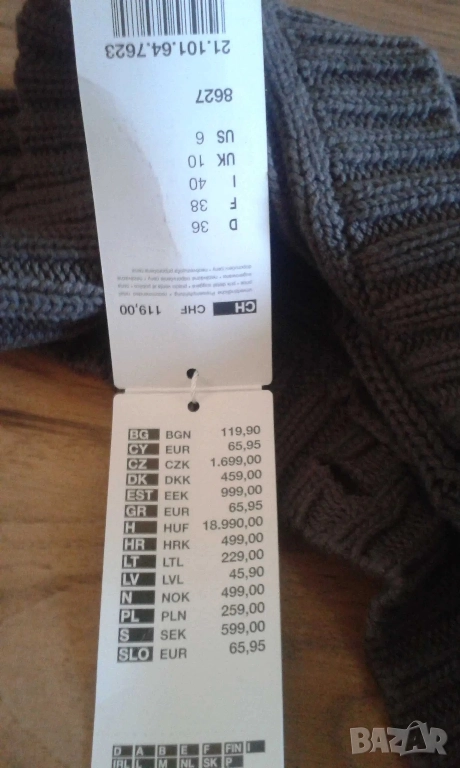 21.101.64.7623
8627
US 6
UK 10
I 40
F 38
D 36
CH CHF 119,00
BG BGN 119,90
CY EUR 65,95
CZ CZK 1.699,00
DK DKK 459,00
EST EEK 999,00
GR EUR 65,95
H HUF 18.990,00
HR HRK 499,00
LT LTL 229,00
LV LVL 45,90
N NOK 499,00
PL PLN 259,00
S SEK 599,00
SLO EUR 65,95
D A B E F FIN I
IRL L M NL SK P
BAZAR